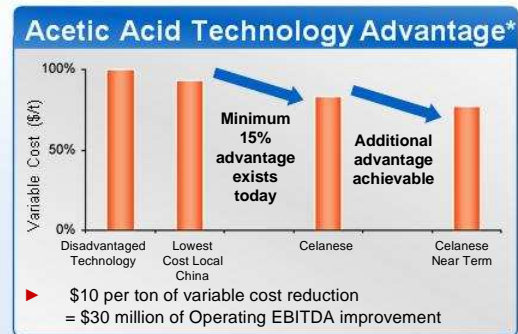 Acetic Acid Technology Advantage*
Variable Cost ($/t)
100%
50%
0%
Minimum
15%
advantage
exists
today
Additional
advantage
achievable
Disadvantaged
Technology
Lowest
Cost Local
China
Celanese
Celanese
Near Term
$10 per ton of variable cost reduction
= $30 million of Operating EBITDA improvement